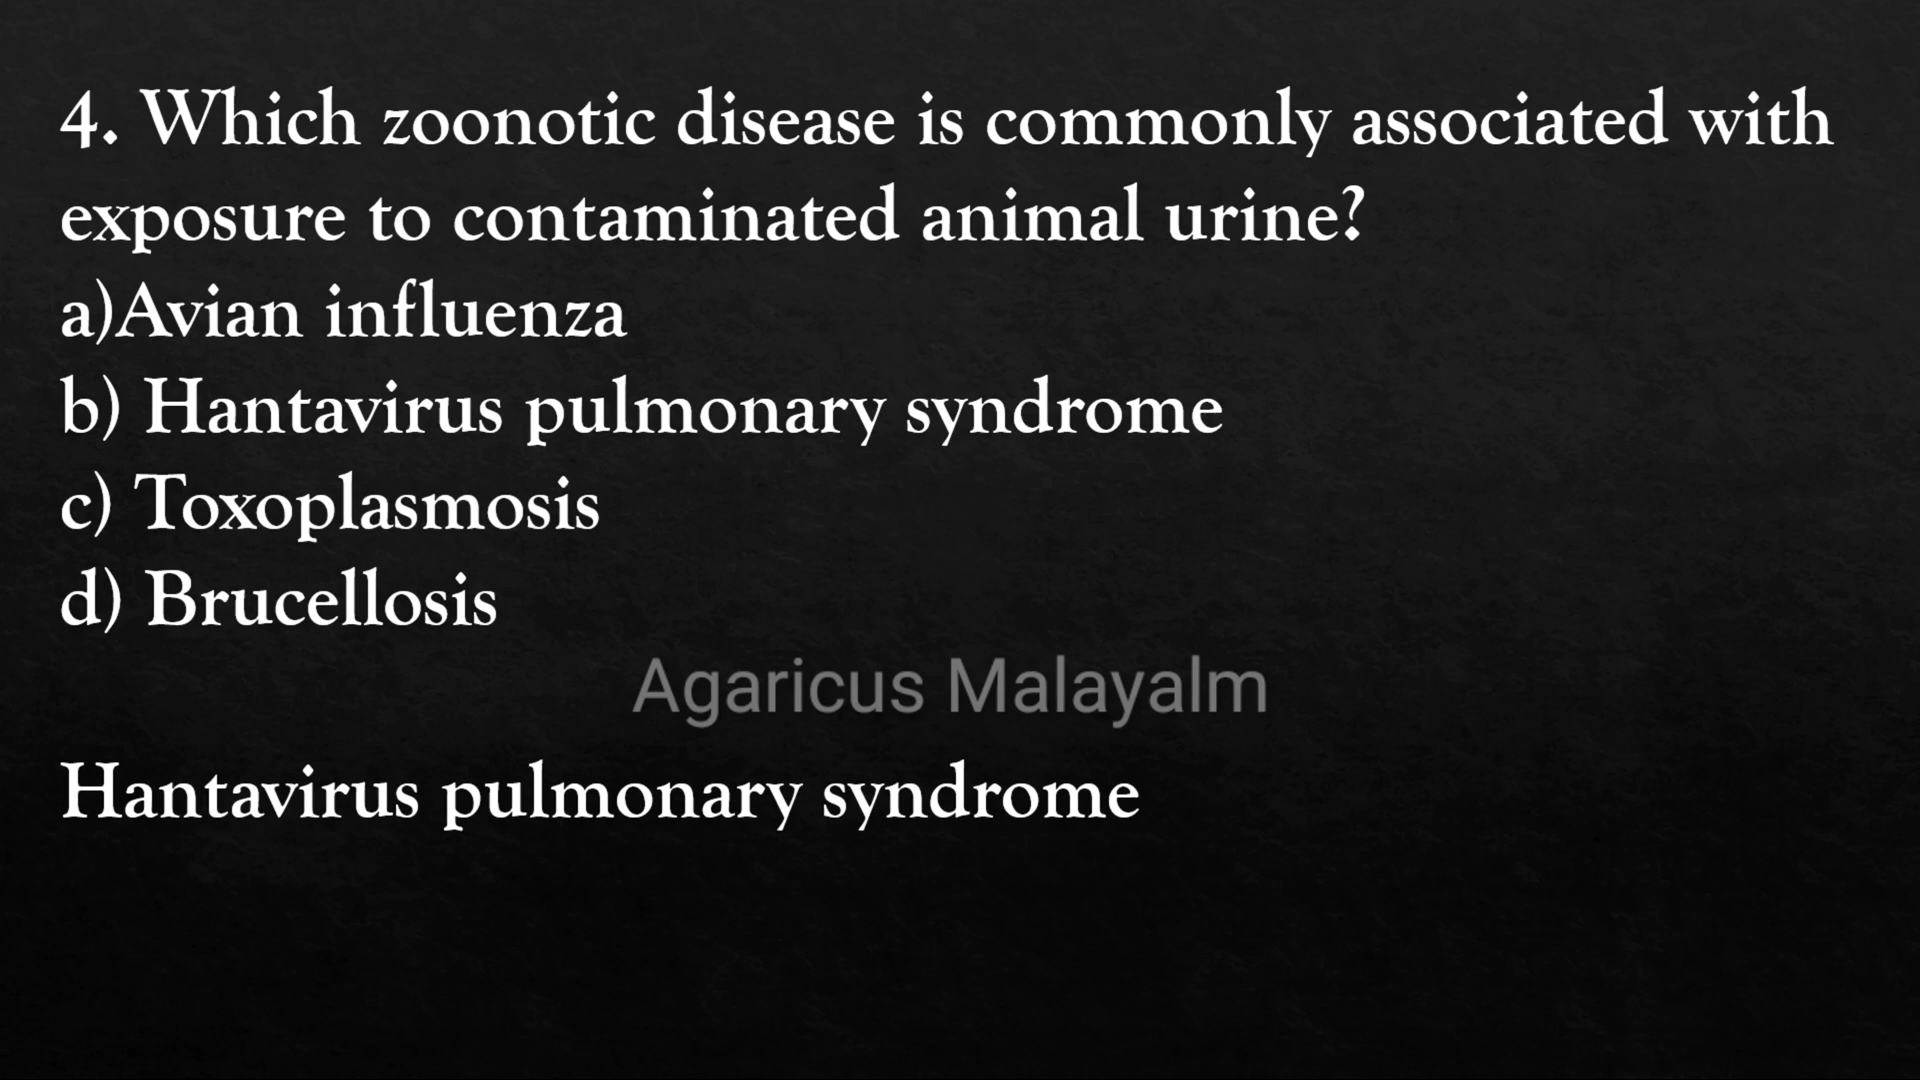 4. Which zoonotic disease is commonly associated with
exposure to contaminated animal urine?
a)Avian influenza
b) Hantavirus pulmonary syndrome
c) Toxoplasmosis
d) Brucellosis
Agaricus Malayalm
Hantavirus pulmonary syndrome